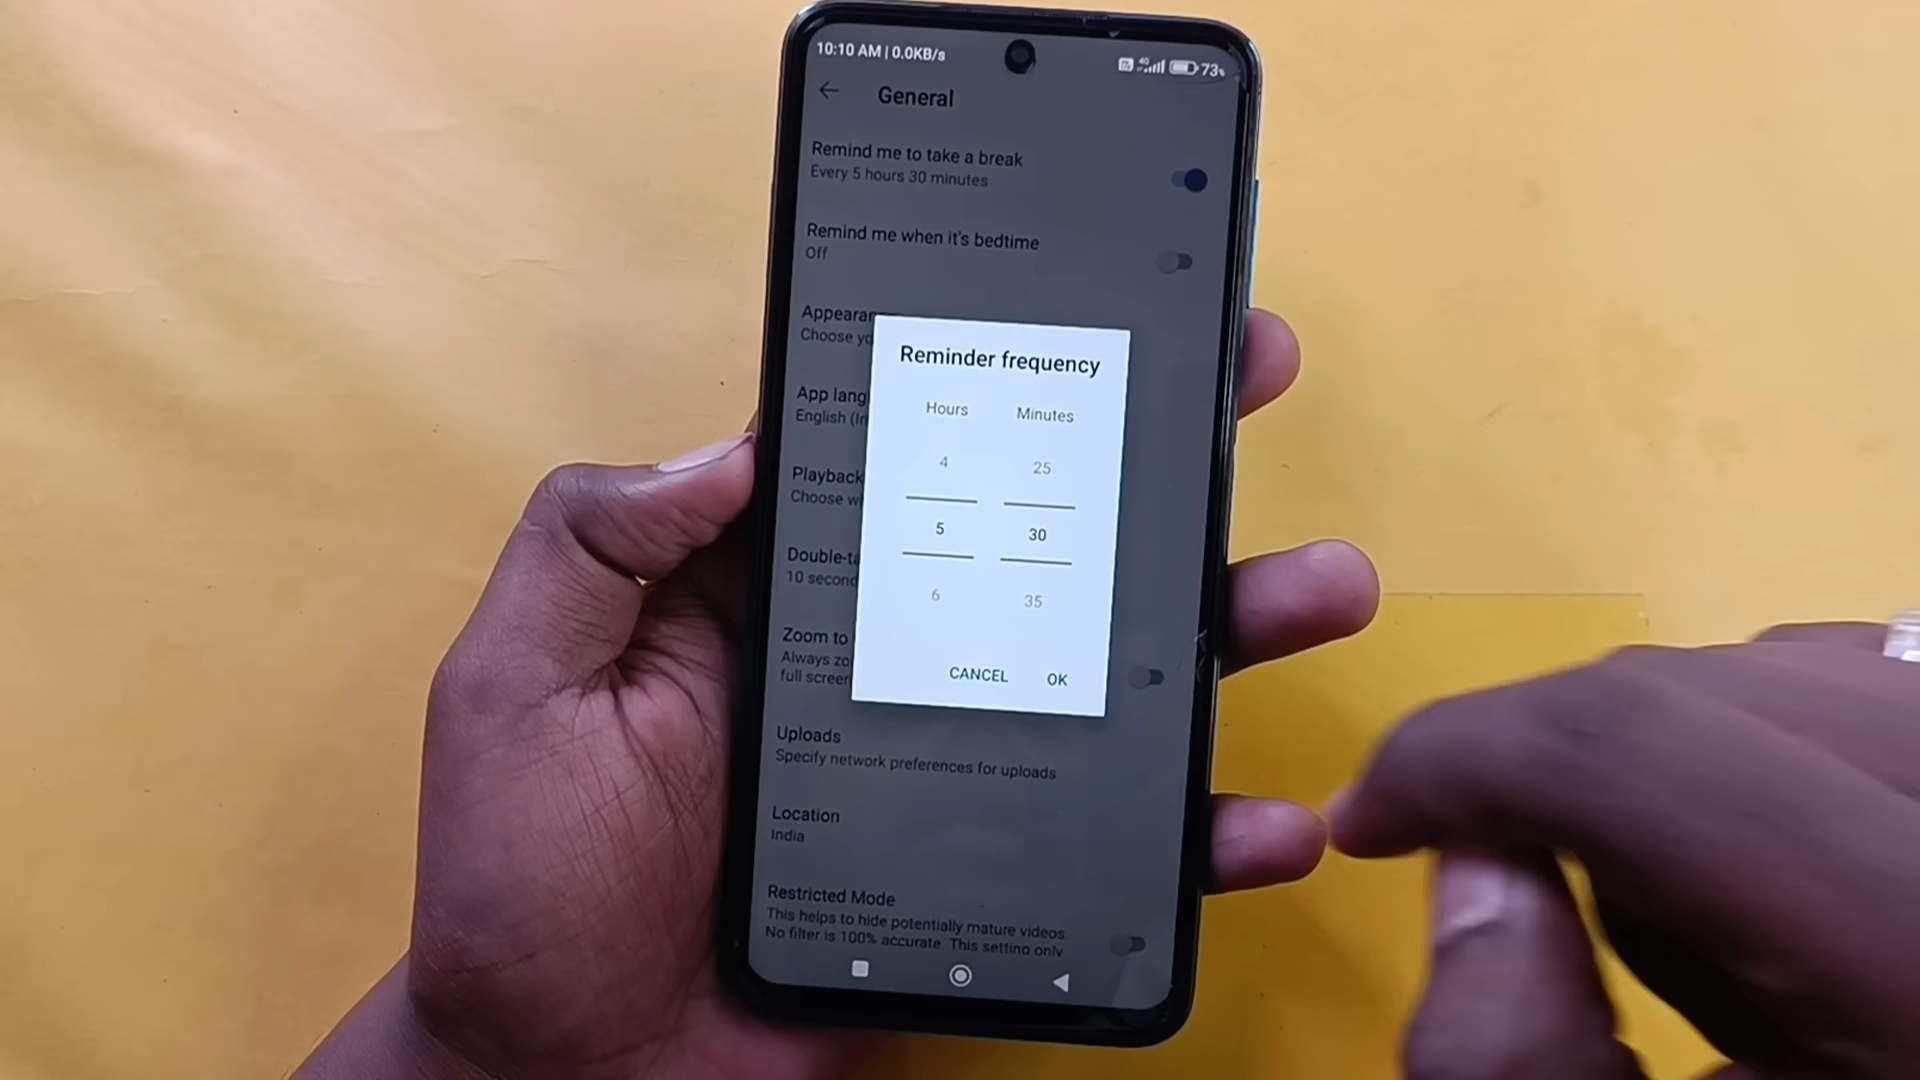 10:10 AM | 0.0KB/s
4G 73%
General
Remind me to take a break
Every 5 hours 30 minutes
Remind me when it's bedtime
Off
Appearan
Choose yo
App lang
English (In
Playback
Choose w
Double-ta
10 second
Zoom to
Always zo
full screen
Reminder frequency
Hours Minutes
4 25
5 30
6 35
CANCEL OK
Uploads
Specify network preferences for uploads
Location
India
Restricted Mode
This helps to hide potentially mature videos.
No filter is 100% accurate. This setting only